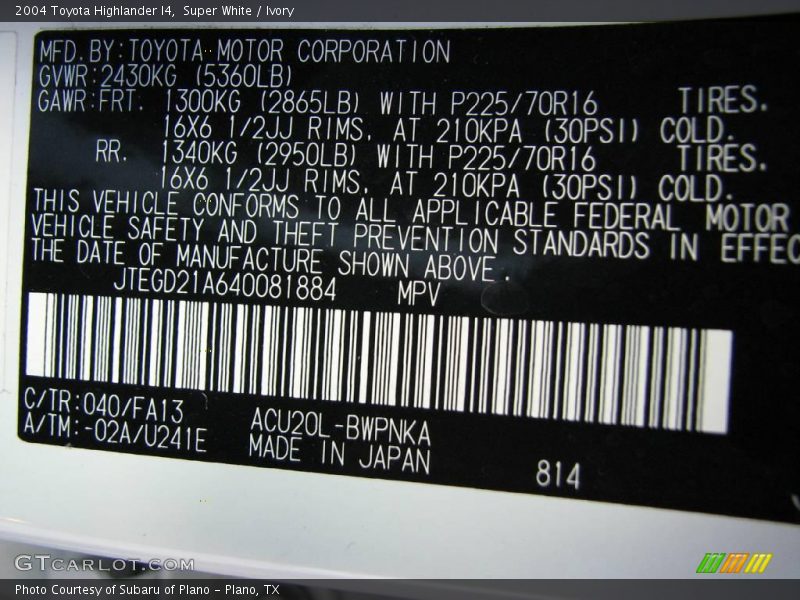 2004 Toyota Highlander I4, Super White / Ivory
MFD.BY:TOYOTA MOTOR CORPORATION
GVWR:2430KG (5360LB)
GAWR:FRT. 1300KG (2865LB) WITH P225/70R16 TIRES.
16X6 1/2JJ RIMS, AT 210KPA (30PSI) COLD.
RR. 1340KG (2950LB) WITH P225/70R16 TIRES.
16X6 1/2JJ RIMS, AT 210KPA (30PSI) COLD.
THIS VEHICLE CONFORMS TO ALL APPLICABLE FEDERAL MOTOR
VEHICLE SAFETY AND THEFT PREVENTION STANDARDS IN EFFEC
THE DATE OF MANUFACTURE SHOWN ABOVE.
JTEGD21A640081884 MPV
C/TR:040/FA13
A/TM:-02A/U241E
ACU20L-BWPNKA
MADE IN JAPAN
814
GTcarlot.com
Photo Courtesy of Subaru of Plano - Plano, TX